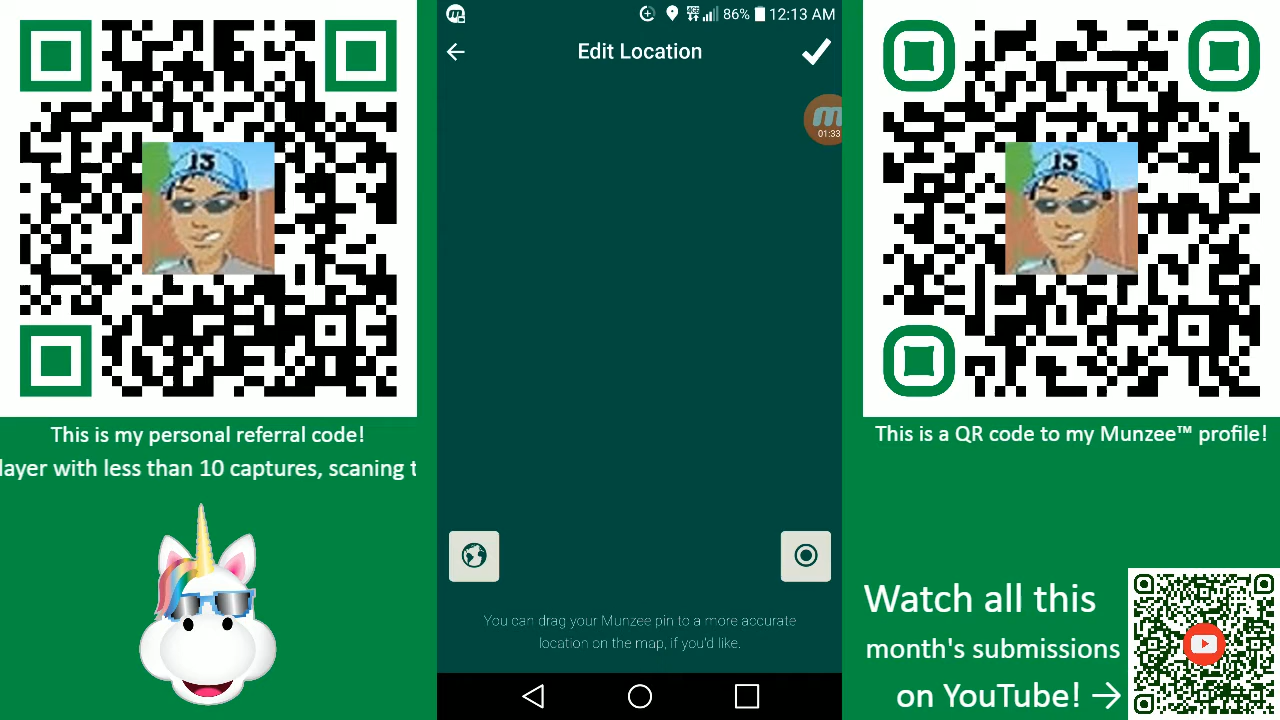 13
This is my personal referral code!
layer with less than 10 captures, scaning t
86% 12:13 AM
Edit Location
01:33
You can drag your Munzee pin to a more accurate
location on the map, if you'd like.
13
This is a QR code to my Munzee™ profile!
Watch all this
month's submissions
on YouTube! →